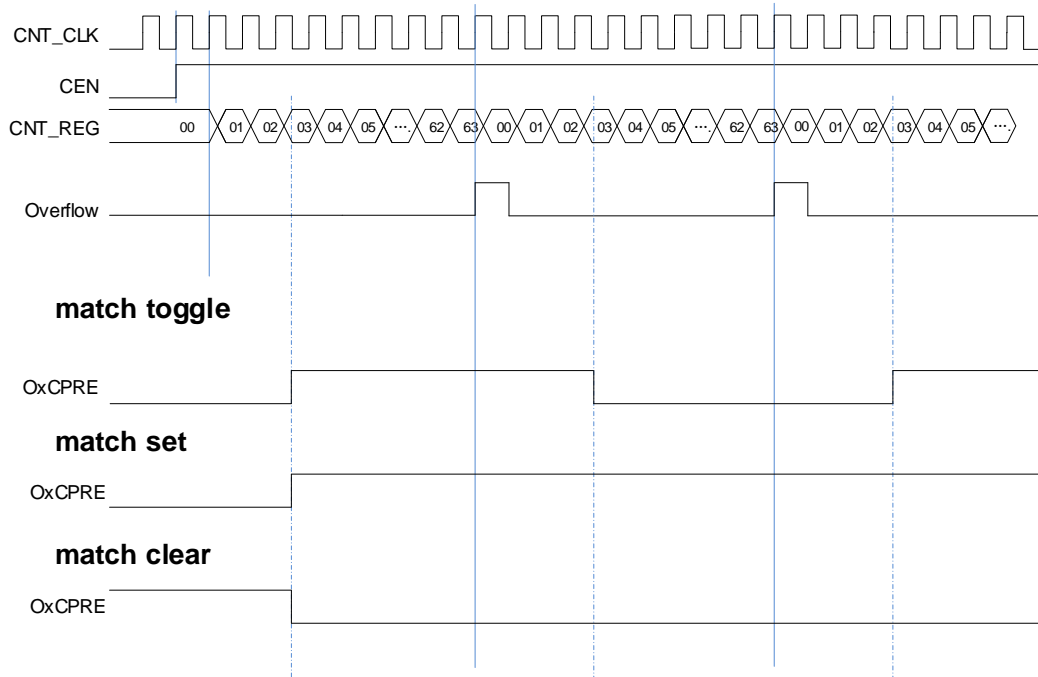 CNT_CLK
CEN
CNT_REG 00 01 02 03 04 05 ···. 62 63 00 01 02 03 04 05 ···. 62 63 00 01 02 03 04 05 ···.
Overflow
match toggle
OxCPRE
match set
OxCPRE
match clear
OxCPRE